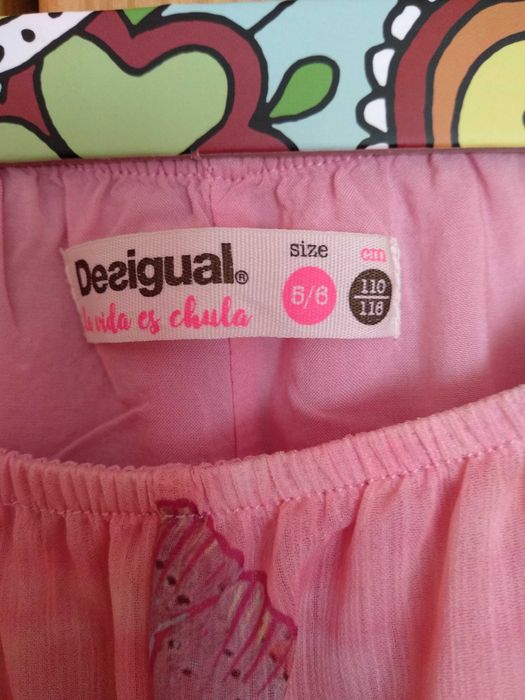 Desigual®
la vida es chula
size
5/6
cm
110
116